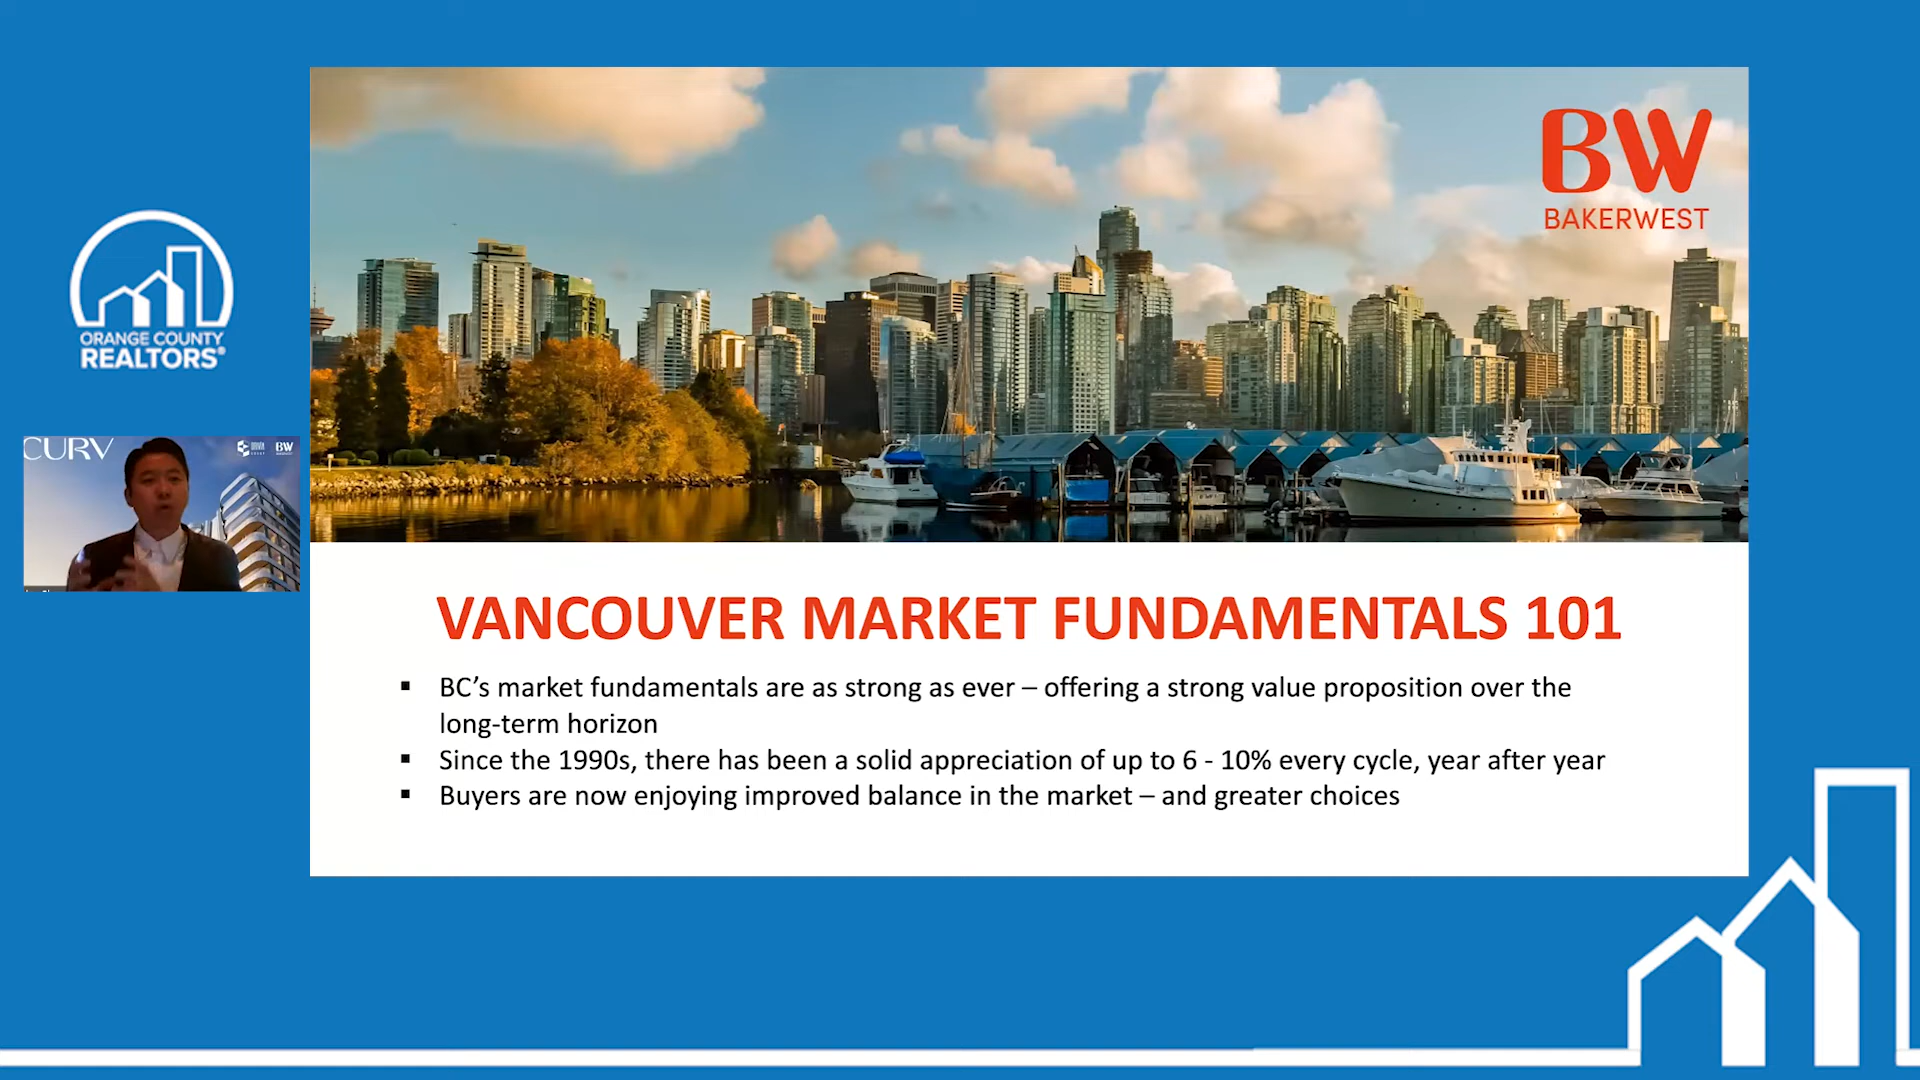 BW
BAKERWEST
ORANGE COUNTY
REALTORS®
CURV
BW
VANCOUVER MARKET FUNDAMENTALS 101
▪ BC’s market fundamentals are as strong as ever – offering a strong value proposition over the
long-term horizon
▪ Since the 1990s, there has been a solid appreciation of up to 6 - 10% every cycle, year after year
▪ Buyers are now enjoying improved balance in the market – and greater choices